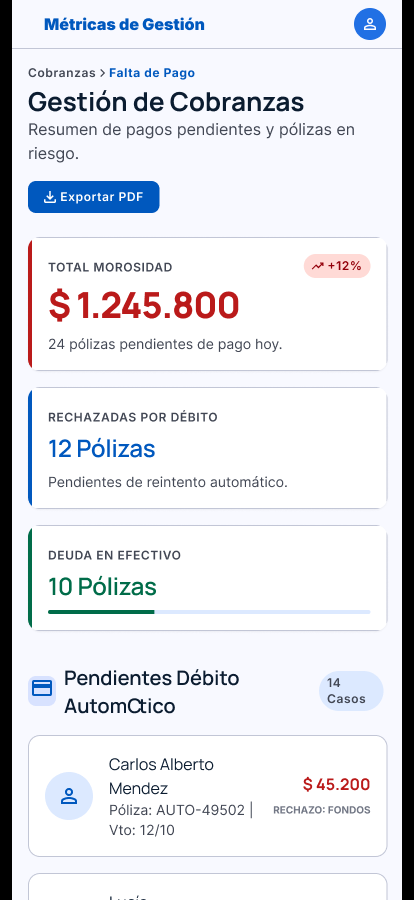 Métricas de Gestión
Cobranzas > Falta de Pago
Gestión de Cobranzas
Resumen de pagos pendientes y pólizas en
riesgo.
Exportar PDF
TOTAL MOROSIDAD
+12%
$ 1.245.800
24 pólizas pendientes de pago hoy.
RECHAZADAS POR DÉBITO
12 Pólizas
Pendientes de reintento automático.
DEUDA EN EFECTIVO
10 Pólizas
Pendientes Débito
Automático
14
Casos
Carlos Alberto
Mendez
Póliza: AUTO-49502 |
Vto: 12/10
$ 45.200
RECHAZO: FONDOS